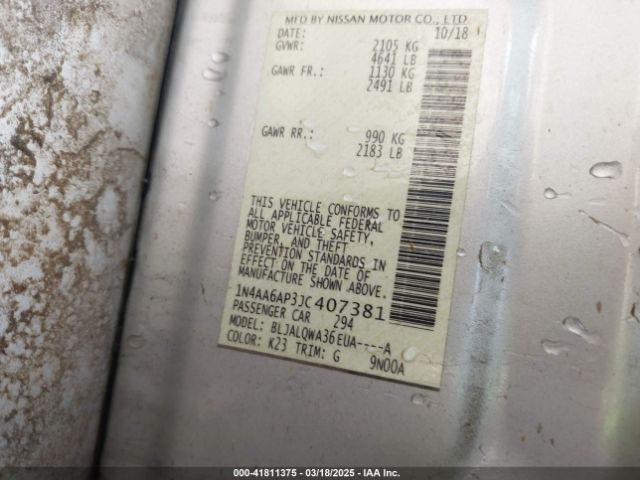 MFD BY NISSAN MOTOR CO., LTD.
DATE: 10/18
GVWR: 2105 KG
4641 LB
GAWR FR.: 1130 KG
2491 LB
GAWR RR.: 990 KG
2183 LB
THIS VEHICLE CONFORMS TO
ALL APPLICABLE FEDERAL
MOTOR VEHICLE SAFETY,
BUMPER, AND THEFT
PREVENTION STANDARDS IN
EFFECT ON THE DATE OF
MANUFACTURE SHOWN ABOVE.
1N4AA6AP3JC407381
PASSENGER CAR 294
MODEL: BLJALQWA36EUA----A
COLOR: K23 TRIM: G 9N00A
000-41811375 — 03/18/2025 — IAA Inc.